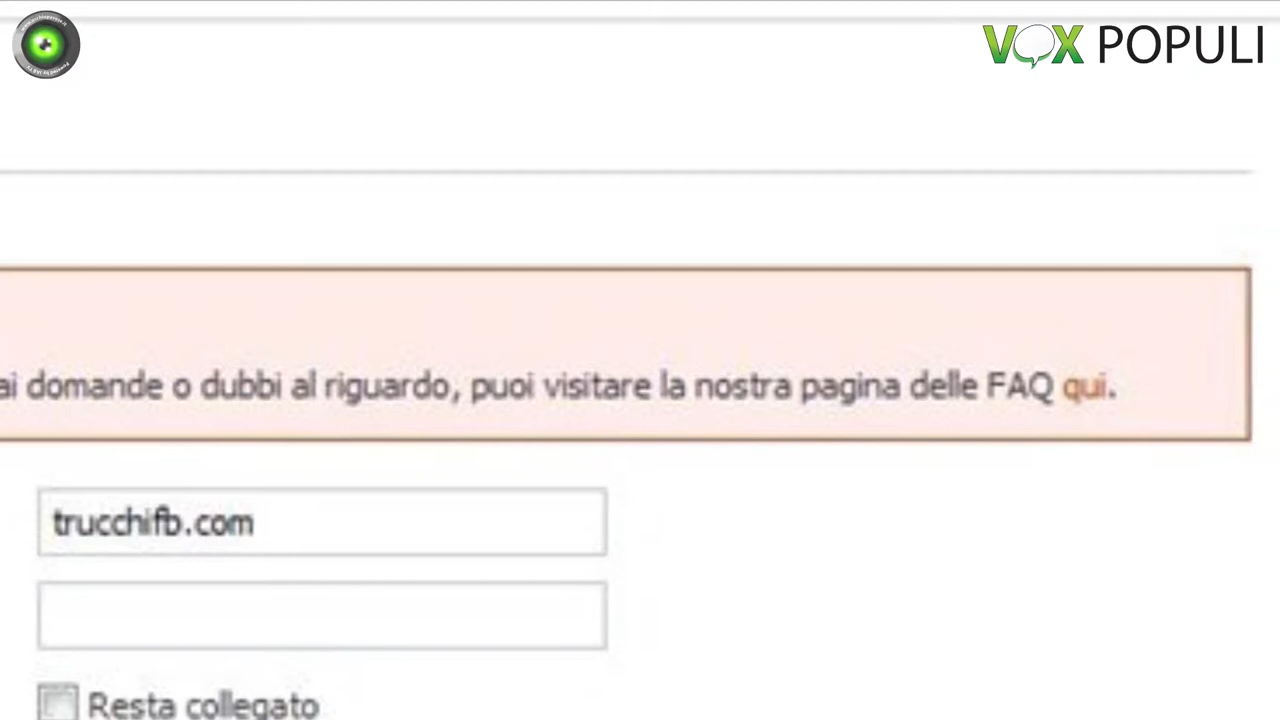 VOX POPULI
ai domande o dubbi al riguardo, puoi visitare la nostra pagina delle FAQ qui.
trucchifb.com
Resta collegato